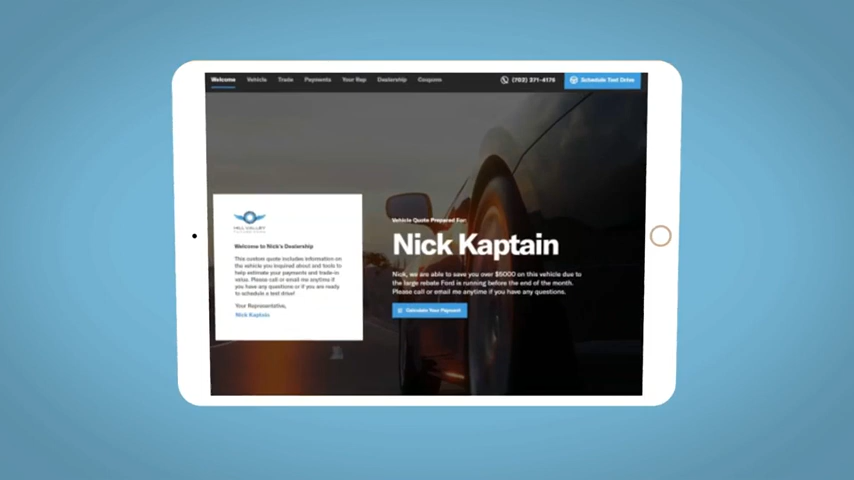 Welcome Vehicle Trade Payments Your Rep Dealership Coupons (702) 271-4176 Schedule Test Drive
HILL VALLEY
Welcome to Nick's Dealership
This custom quote includes information on
the vehicle you inquired about and tools to
help estimate your payments and trade-in
value. Please call or email me anytime if
you have any questions or if you are ready
to schedule a test drive!
Your Representative,
Nick Kaptain
Vehicle Quote Prepared For:
Nick Kaptain
Nick, we are able to save you over $5000 on this vehicle due to
the large rebate Ford is running before the end of the month.
Please call or email me anytime if you have any questions.
Calculate Your Payment